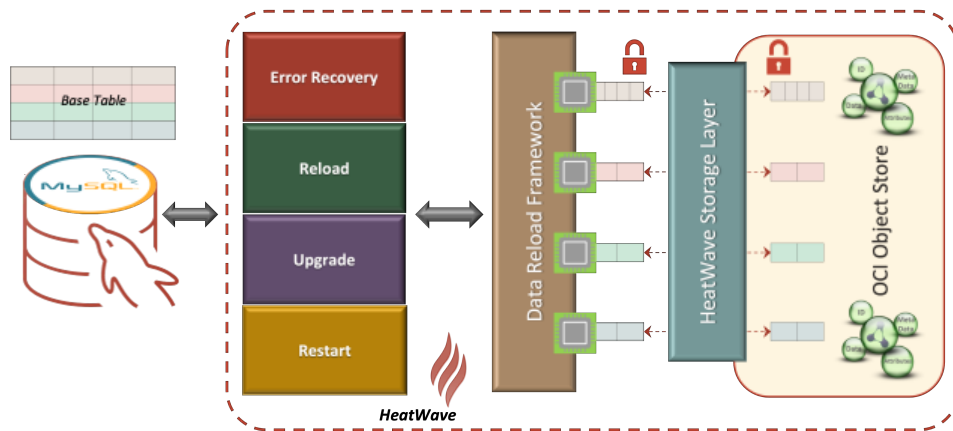 Base Table
MySQL
Error Recovery
Reload
Upgrade
Restart
HeatWave
Data Reload Framework
HeatWave Storage Layer
OCI Object Store
ID
Meta
Data
Data
Attributes
ID
Meta
Data
Data
Attributes